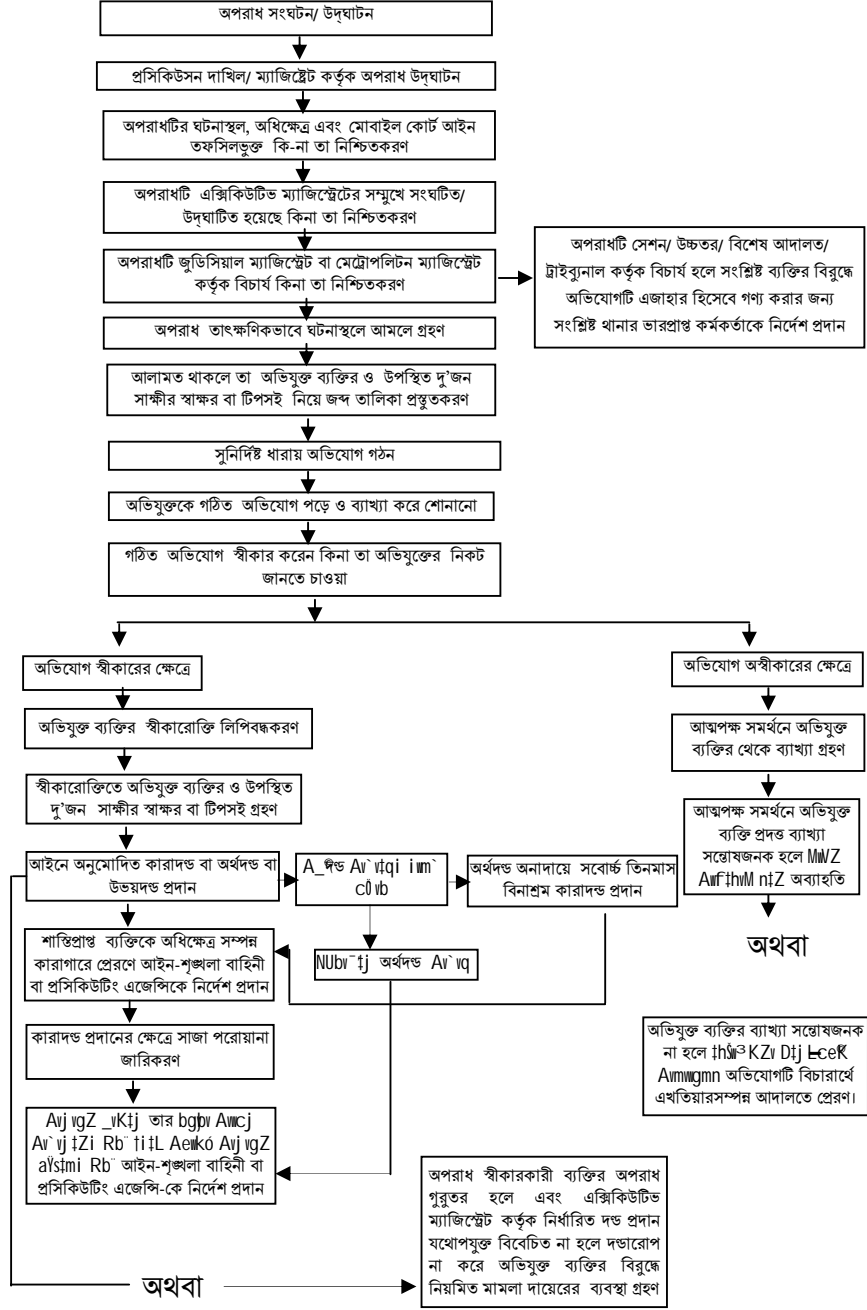 অপরাধ সংঘটন/ উদ্ঘাটন
প্রসিকিউসন দাখিল/ ম্যাজিষ্ট্রেট কর্তৃক অপরাধ উদ্ঘাটন
অপরাধটির ঘটনাস্থল, অধিক্ষেত্র এবং মোবাইল কোর্ট আইন
তফসিলভুক্ত কি-না তা নিশ্চিতকরণ
অপরাধটি এক্সিকিউটিভ ম্যাজিস্ট্রেটের সম্মুখে সংঘটিত/
উদ্ঘাটিত হয়েছে কিনা তা নিশ্চিতকরণ
অপরাধটি জুডিসিয়াল ম্যাজিস্ট্রেট বা মেট্রোপলিটন ম্যাজিস্ট্রেট
কর্তৃক বিচার্য কিনা তা নিশ্চিতকরণ
অপরাধটি সেশন/ উচ্চতর/ বিশেষ আদালত/
ট্রাইব্যুনাল কর্তৃক বিচার্য হলে সংশ্লিষ্ট ব্যক্তির বিরুদ্ধে
অভিযোগটি এজাহার হিসেবে গণ্য করার জন্য
সংশ্লিষ্ট থানার ভারপ্রাপ্ত কর্মকর্তাকে নির্দেশ প্রদান
অপরাধ তাৎক্ষণিকভাবে ঘটনাস্থলে আমলে গ্রহণ
আলামত থাকলে তা অভিযুক্ত ব্যক্তির ও উপস্থিত দু'জন
সাক্ষীর স্বাক্ষর বা টিপসই নিয়ে জব্দ তালিকা প্রস্তুতকরণ
সুনির্দিষ্ট ধারায় অভিযোগ গঠন
অভিযুক্তকে গঠিত অভিযোগ পড়ে ও ব্যাখ্যা করে শোনানো
গঠিত অভিযোগ স্বীকার করেন কিনা তা অভিযুক্তের নিকট
জানতে চাওয়া
অভিযোগ স্বীকারের ক্ষেত্রে
অভিযুক্ত ব্যক্তির স্বীকারোক্তি লিপিবদ্ধকরণ
স্বীকারোক্তিতে অভিযুক্ত ব্যক্তির ও উপস্থিত
দু'জন সাক্ষীর স্বাক্ষর বা টিপসই গ্রহণ
আইনে অনুমোদিত কারাদন্ড বা অর্থদন্ড বা
উভয়দন্ড প্রদান
অর্থদন্ড অনাদায়ে সবোর্চ্চ তিনমাস
বিনাশ্রম কারাদন্ড প্রদান
অর্থদন্ড
শাস্তিপ্রাপ্ত ব্যক্তিকে অধিক্ষেত্র সম্পন্ন
কারাগারে প্রেরণে আইন-শৃঙ্খলা বাহিনী
বা প্রসিকিউটিং এজেন্সিকে নির্দেশ প্রদান
কারাদন্ড প্রদানের ক্ষেত্রে সাজা পরোয়ানা
জারিকরণ
তার
আইন-শৃঙ্খলা বাহিনী বা
প্রসিকিউটিং এজেন্সি-কে নির্দেশ প্রদান
অথবা
অপরাধ স্বীকারকারী ব্যক্তির অপরাধ
গুরুতর হলে এবং এক্সিকিউটিভ
ম্যাজিস্ট্রেট কর্তৃক নির্ধারিত দন্ড প্রদান
যথোপযুক্ত বিবেচিত না হলে দন্ডারোপ
না করে অভিযুক্ত ব্যক্তির বিরুদ্ধে
নিয়মিত মামলা দায়েরের ব্যবস্থা গ্রহণ
অভিযোগ অস্বীকারের ক্ষেত্রে
আত্মপক্ষ সমর্থনে অভিযুক্ত
ব্যক্তির থেকে ব্যাখ্যা গ্রহণ
আত্মপক্ষ সমর্থনে অভিযুক্ত
ব্যক্তি প্রদত্ত ব্যাখ্যা
সন্তোষজনক হলে
অব্যাহতি
অথবা
অভিযুক্ত ব্যক্তির ব্যাখ্যা সন্তোষজনক
না হলে
অভিযোগটি বিচারার্থে
এখতিয়ারসম্পন্ন আদালতে প্রেরণ।